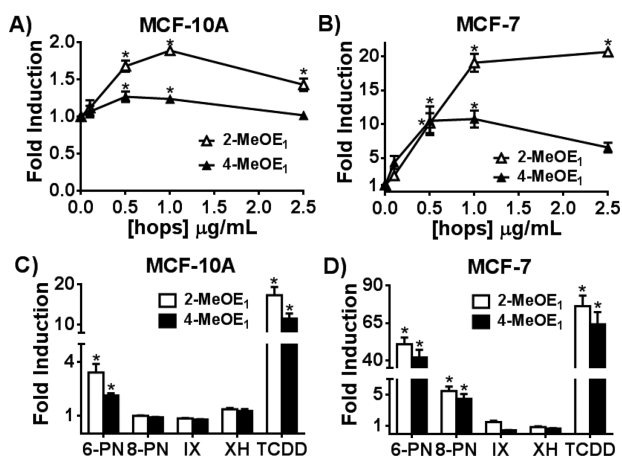 A) MCF-10A
Fold Induction
2.0
1.5
1.0
0.5
0.0
* * *
* *
2-MeOE₁
4-MeOE₁
0.0 0.5 1.0 1.5 2.0 2.5
[hops] μg/mL
B) MCF-7
Fold Induction
20
15
10
5
1
* *
* * *
2-MeOE₁
4-MeOE₁
0.0 0.5 1.0 1.5 2.0 2.5
[hops] μg/mL
C) MCF-10A
Fold Induction
20
10
4
1
2-MeOE₁
4-MeOE₁
* * * *
6-PN 8-PN IX XH TCDD
D) MCF-7
Fold Induction
90
65
40
5
1
2-MeOE₁
4-MeOE₁
* * * * * *
6-PN 8-PN IX XH TCDD